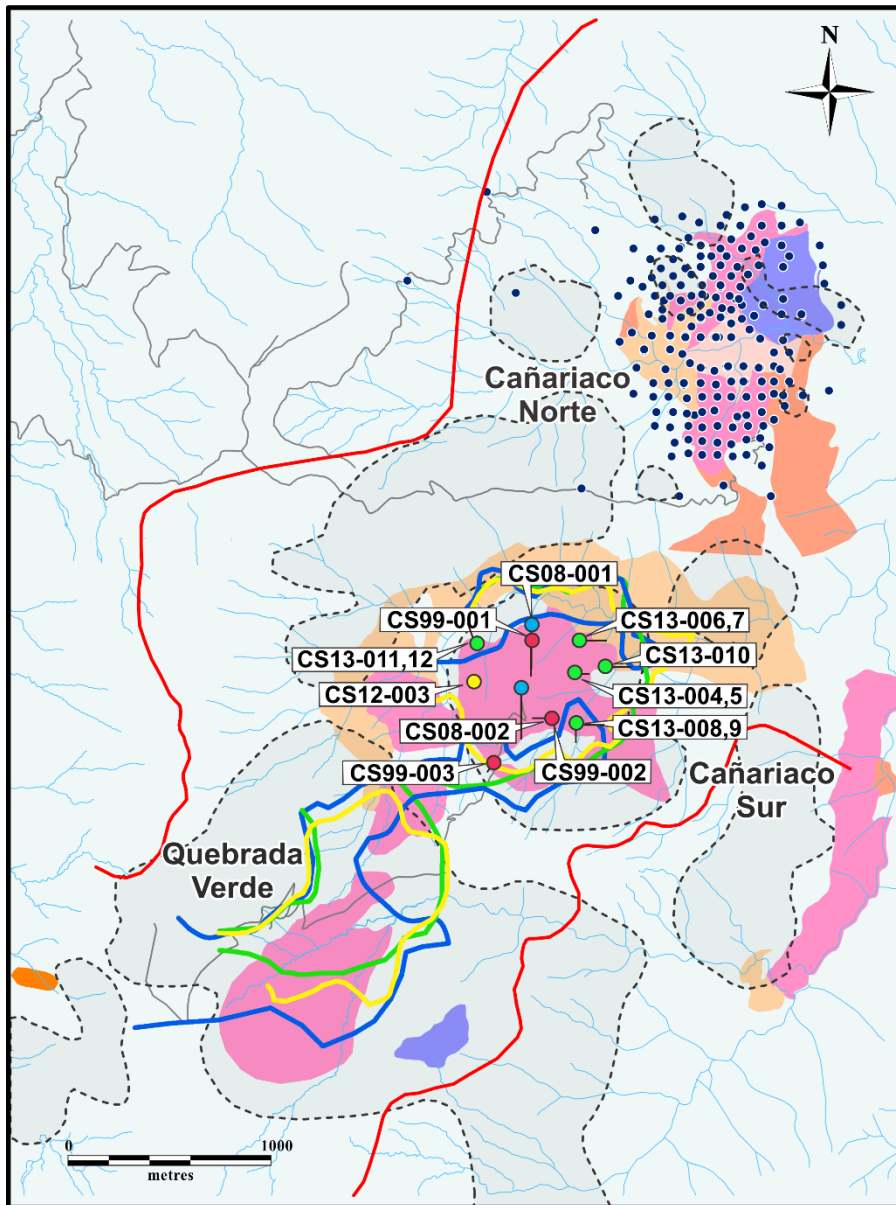 N
Cañariaco
Norte
CS08-001
CS99-001
CS13-006,7
CS13-011,12
CS13-010
CS12-003
CS13-004,5
CS08-002
CS13-008,9
CS99-003
CS99-002
Cañariaco
Sur
Quebrada
Verde
0 1000
metres